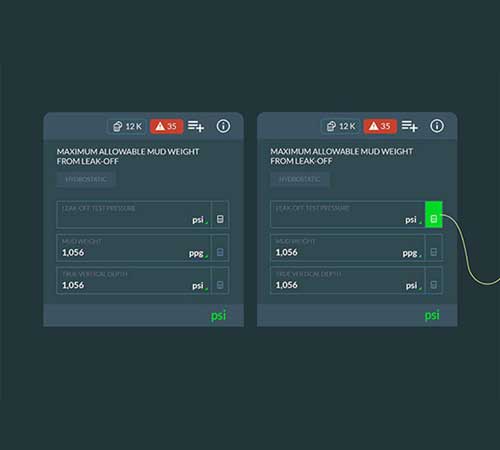 12 K
35
MAXIMUM ALLOWABLE MUD WEIGHT
FROM LEAK-OFF
HYDROSTATIC
LEAK-OFF TEST PRESSURE
psi
MUD WEIGHT
1,056
ppg
TRUE VERTICAL DEPTH
1,056
psi
psi
12 K
35
MAXIMUM ALLOWABLE MUD WEIGHT
FROM LEAK-OFF
HYDROSTATIC
LEAK-OFF TEST PRESSURE
psi
MUD WEIGHT
1,056
ppg
TRUE VERTICAL DEPTH
1,056
psi
psi